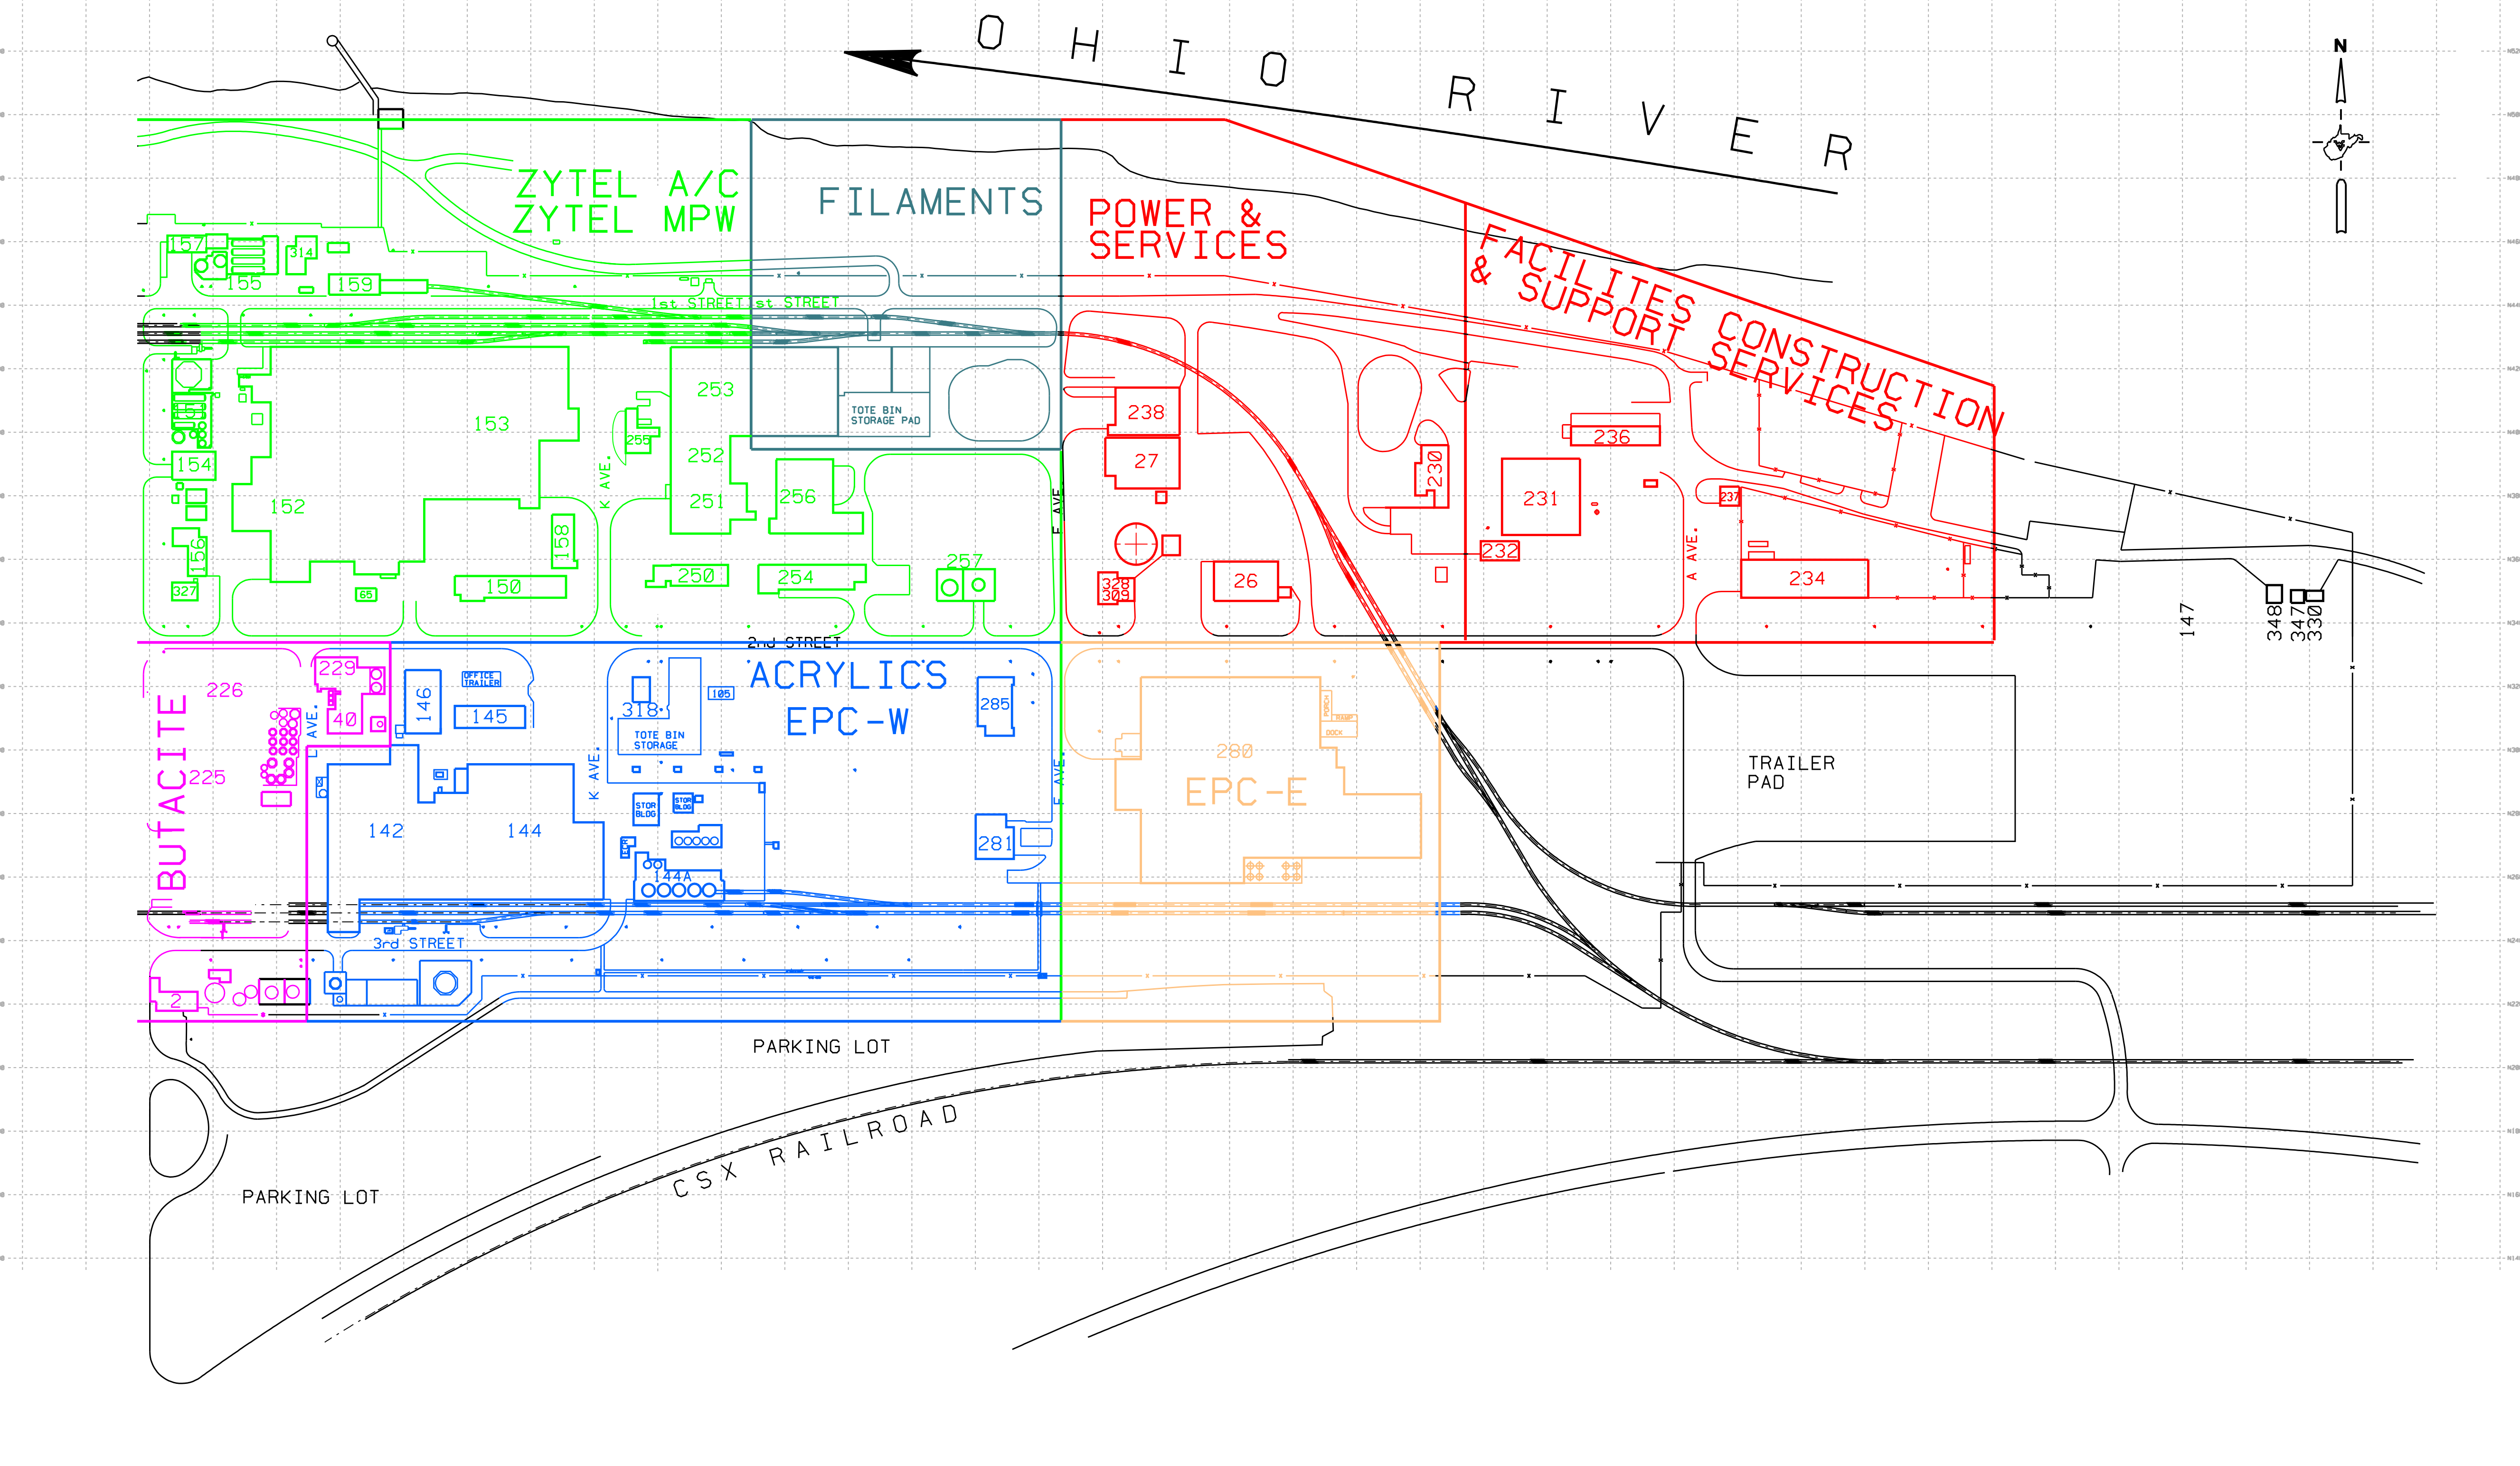 OHIO RIVER
N
ZYTEL A/C
ZYTEL MPW
FILAMENTS
POWER &
SERVICES
FACILITES CONSTRUCTION
& SUPPORT SERVICES
157
314
155
159
1st STREET
1st STREET
253
153
TOTE BIN
STORAGE PAD
238
236
255
154
252
27
230
K AVE.
152
251
256
231
237
158
156
257
232
A AVE.
327
65
150
250
254
328
309
26
234
147
348
347
330
2nd STREET
229
226
146
OFFICE
TRAILER
145
ACRYLICS
105
318
285
40
L AVE.
EPC-W
TOTE BIN
STORAGE
PORCH
RAMP
DOCK
280
BUTACITE
225
K AVE.
EPC-E
TRAILER
PAD
STOR
BLDG
STOR
BLDG
142
144
281
144A
3rd STREET
2
PARKING LOT
CSX RAILROAD
PARKING LOT